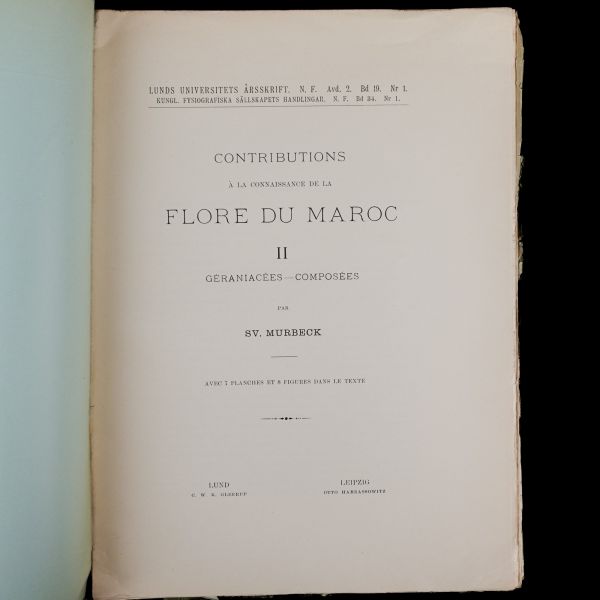 LUNDS UNIVERSITETS ÅRSSKRIFT. N. F. Avd. 2. Bd 19. Nr 1.
KUNGL. FYSIOGRAFISKA SÄLLSKAPETS HANDLINGAR. N. F. Bd 34. Nr 1.
CONTRIBUTIONS
À LA CONNAISSANCE DE LA
FLORE DU MAROC
II
GÉRANIACÉES—COMPOSÉES
PAR
SV. MURBECK
AVEC 5 PLANCHES ET 8 FIGURES DANS LE TEXTE
LUND
C. W. K. GLEERUP
LEIPZIG
OTTO HARRASSOWITZ